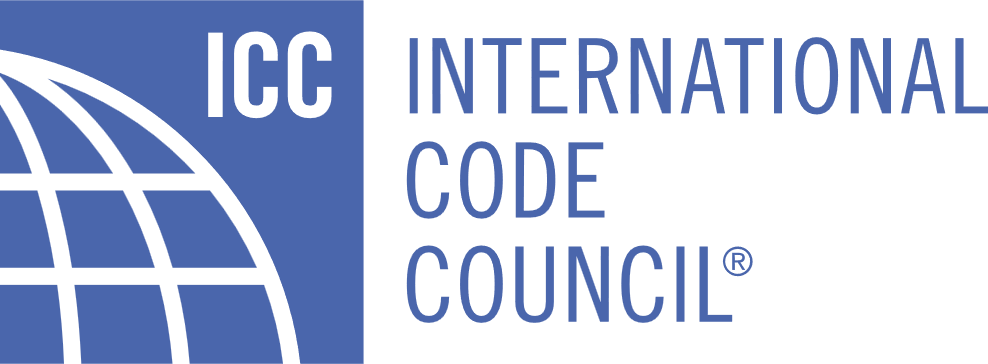 ICC
INTERNATIONAL
CODE
COUNCIL®